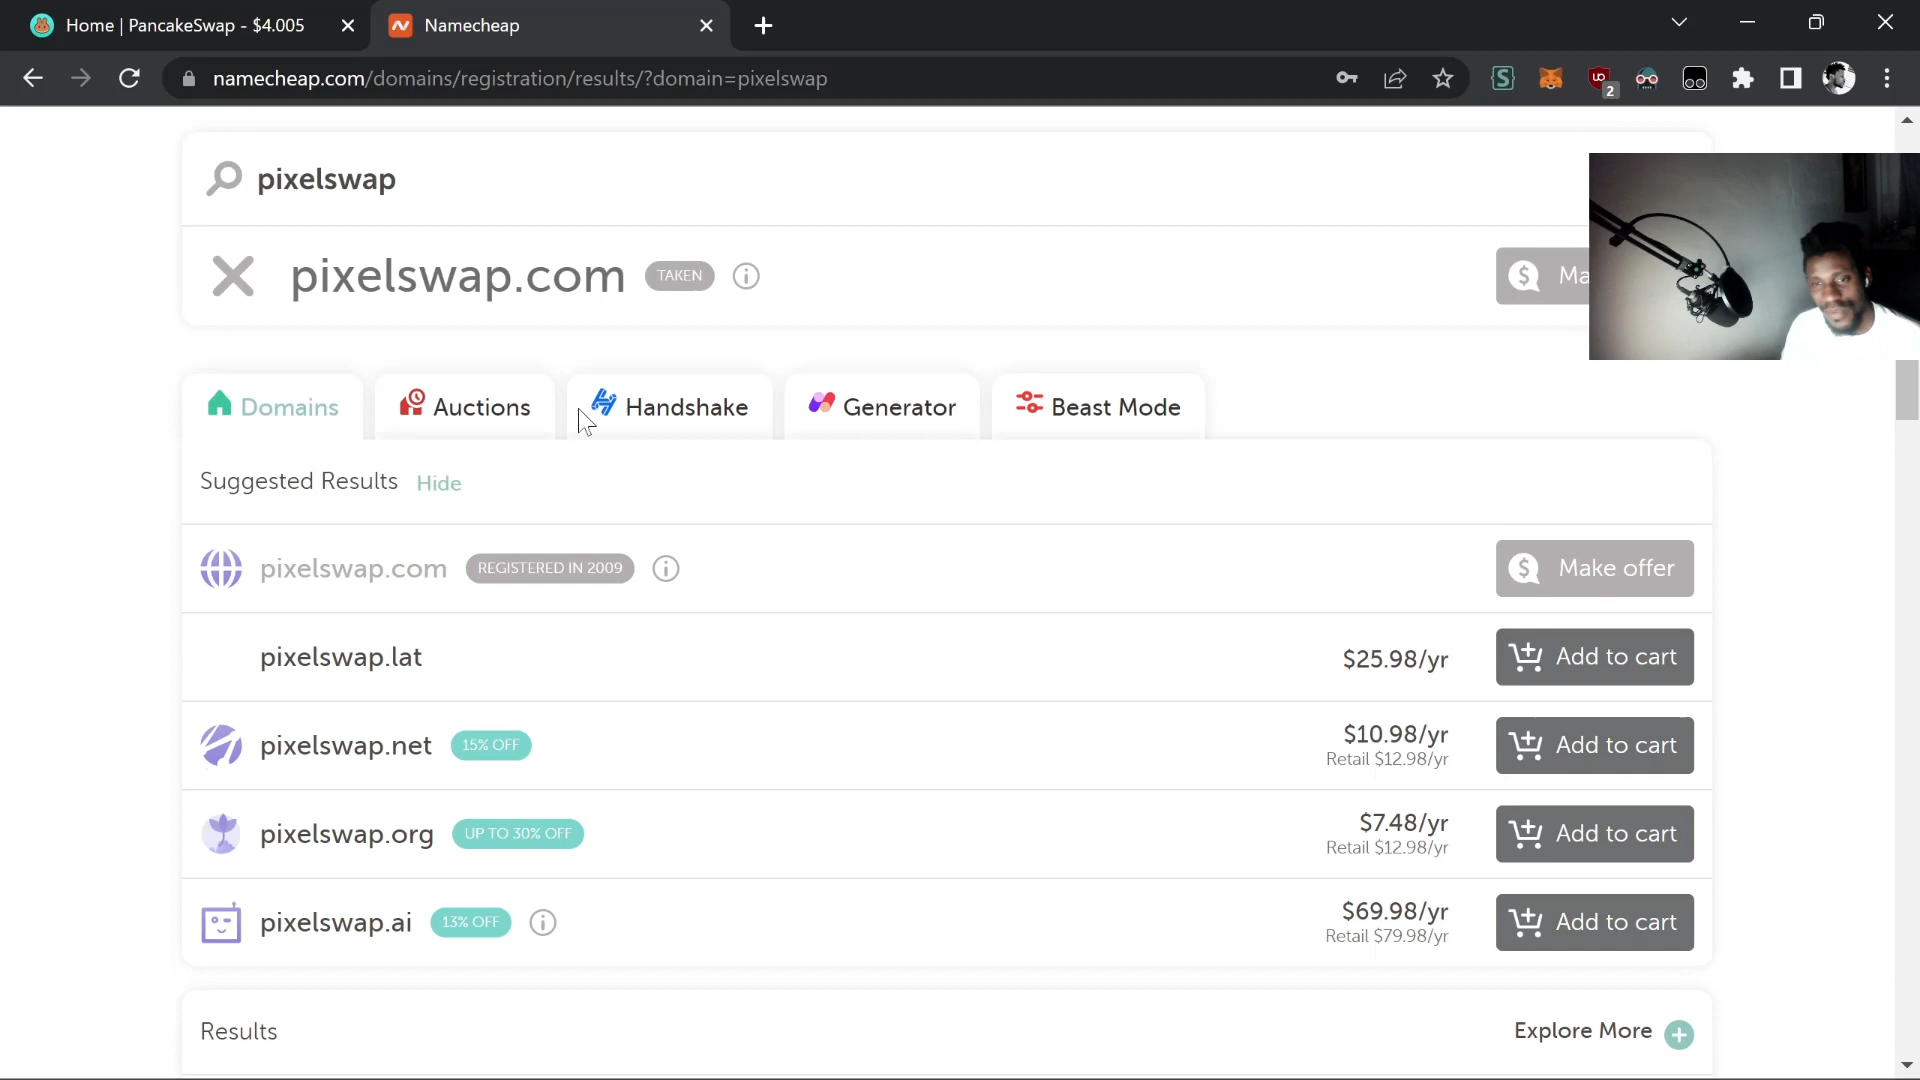 Home | PancakeSwap - $4.005
Namecheap
namecheap.com/domains/registration/results/?domain=pixelswap
2
pixelswap
pixelswap.com TAKEN
Ma
Domains
Auctions
Handshake
Generator
Beast Mode
Suggested Results Hide
pixelswap.com REGISTERED IN 2009
Make offer
pixelswap.lat
$25.98/yr
Add to cart
pixelswap.net 15% OFF
$10.98/yr
Retail $12.98/yr
Add to cart
pixelswap.org UP TO 30% OFF
$7.48/yr
Retail $12.98/yr
Add to cart
pixelswap.ai 13% OFF
$69.98/yr
Retail $79.98/yr
Add to cart
Results
Explore More